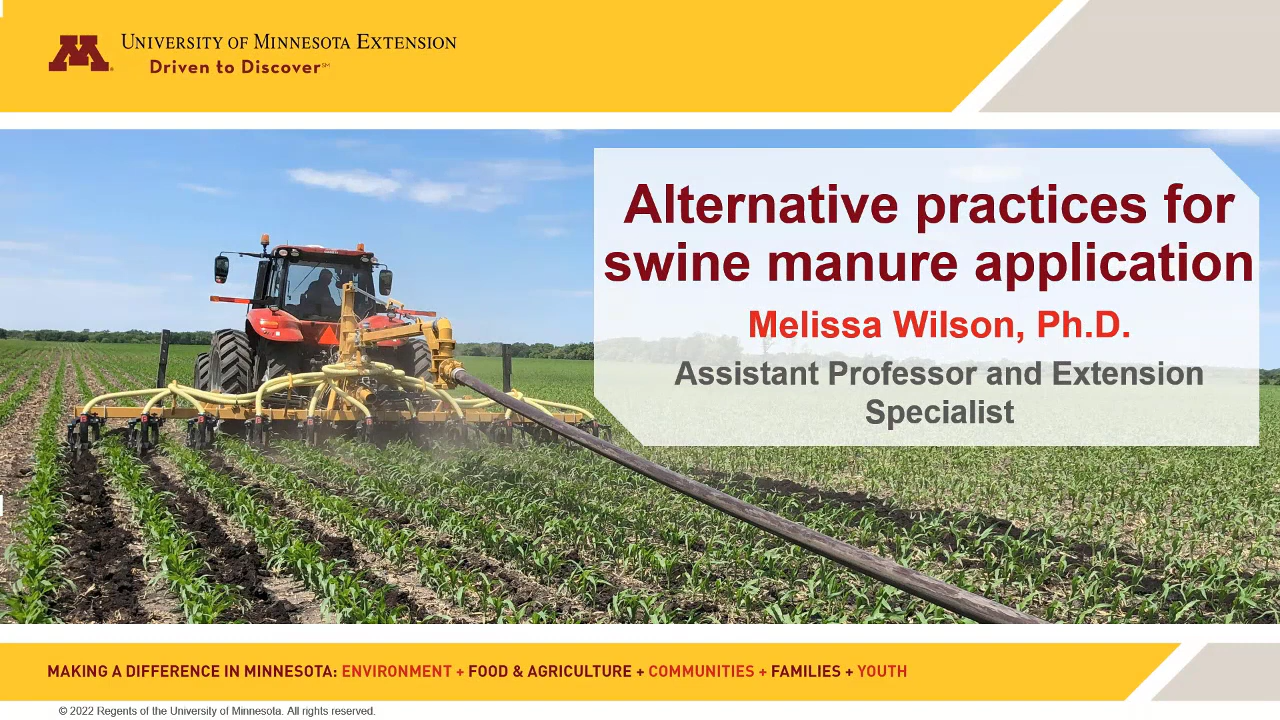 UNIVERSITY OF MINNESOTA EXTENSION
Driven to Discover℠
Alternative practices for
swine manure application
Melissa Wilson, Ph.D.
Assistant Professor and Extension
Specialist
MAKING A DIFFERENCE IN MINNESOTA: ENVIRONMENT + FOOD & AGRICULTURE + COMMUNITIES + FAMILIES + YOUTH
© 2022 Regents of the University of Minnesota. All rights reserved.